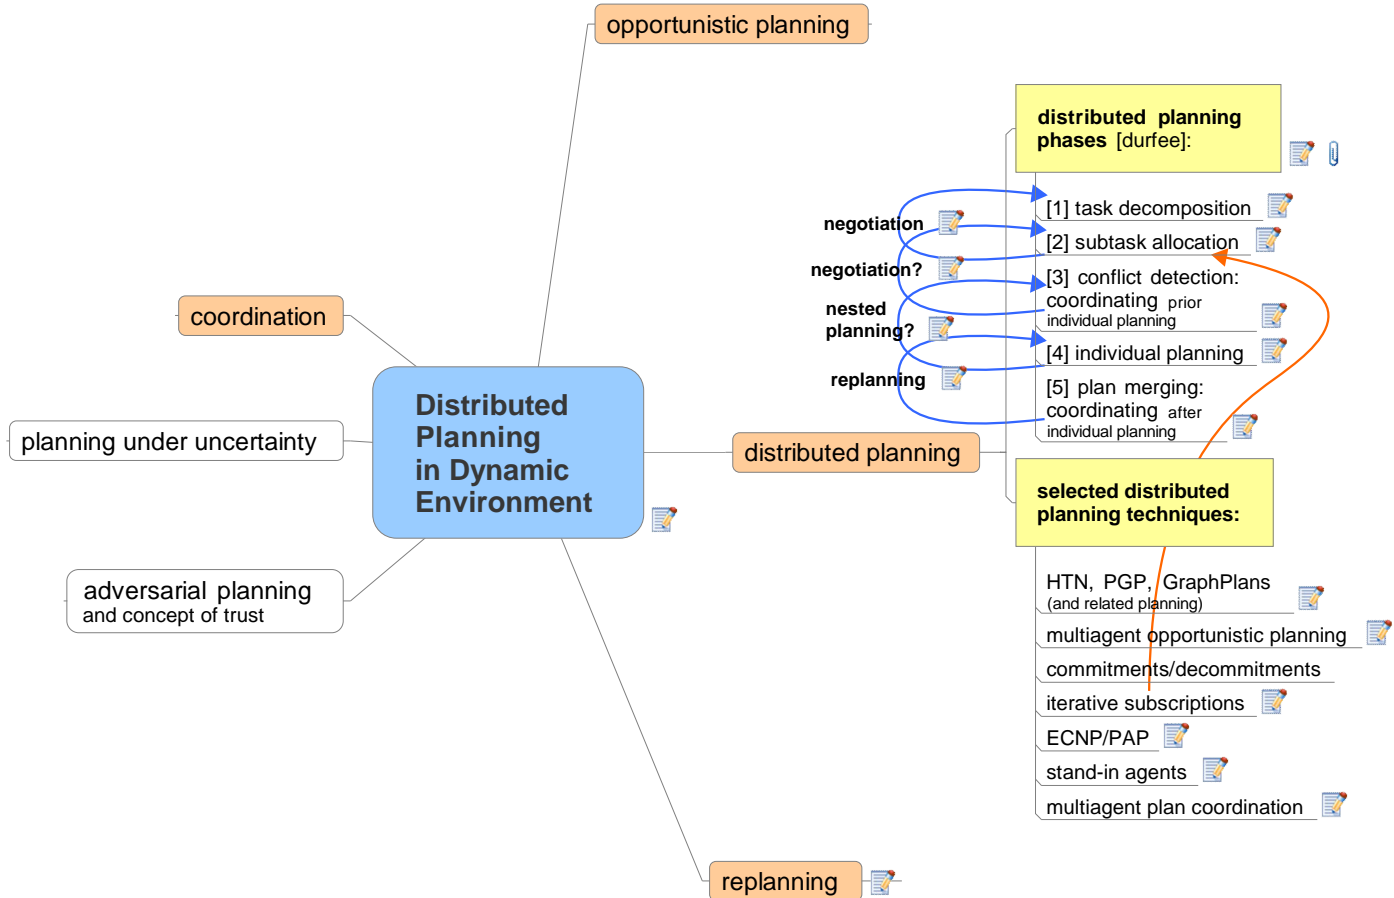 opportunistic planning
distributed planning
phases [durfee]:
[1] task decomposition
negotiation
[2] subtask allocation
negotiation?
[3] conflict detection:
coordinating prior
individual planning
nested
planning?
[4] individual planning
replanning
[5] plan merging:
coordinating after
individual planning
coordination
Distributed
Planning
in Dynamic
Environment
planning under uncertainty
distributed planning
selected distributed
planning techniques:
adversarial planning
and concept of trust
HTN, PGP, GraphPlans
(and related planning)
multiagent opportunistic planning
commitments/decommitments
iterative subscriptions
ECNP/PAP
stand-in agents
multiagent plan coordination
replanning